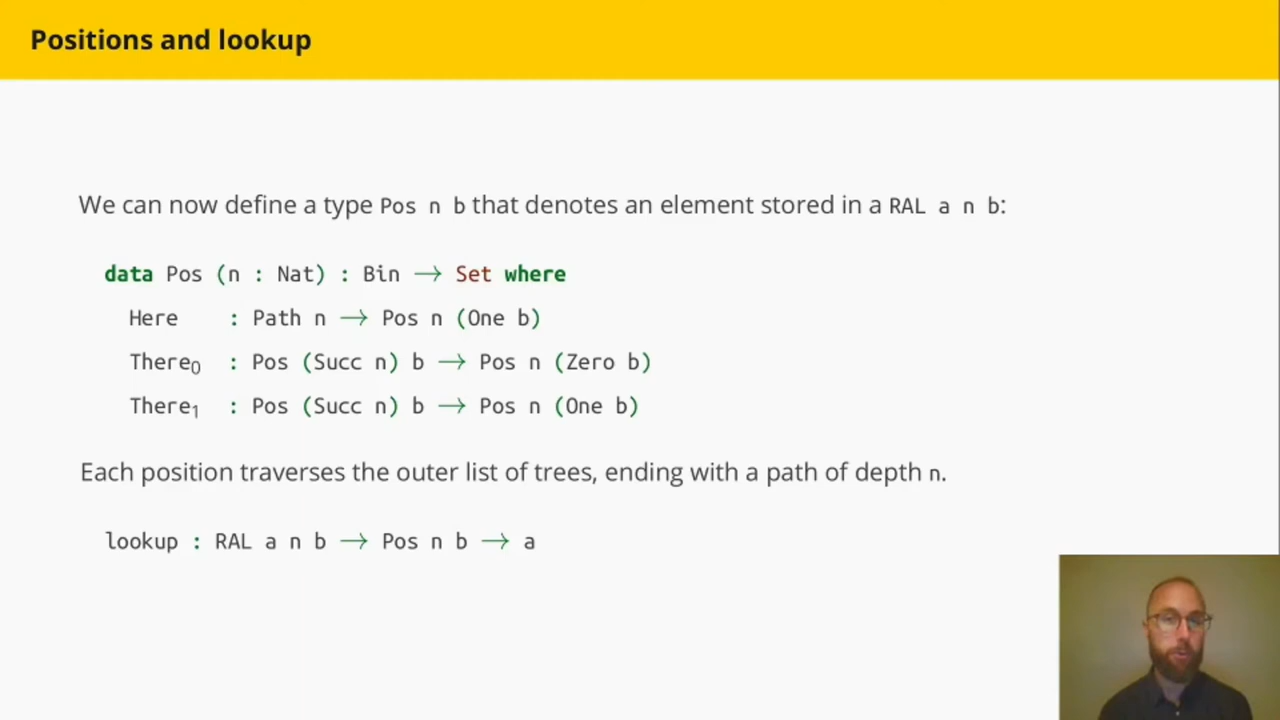 Positions and lookup
We can now define a type Pos n b that denotes an element stored in a RAL a n b:
data Pos (n : Nat) : Bin → Set where
Here : Path n → Pos n (One b)
There₀ : Pos (Succ n) b → Pos n (Zero b)
There₁ : Pos (Succ n) b → Pos n (One b)
Each position traverses the outer list of trees, ending with a path of depth n.
lookup : RAL a n b → Pos n b → a